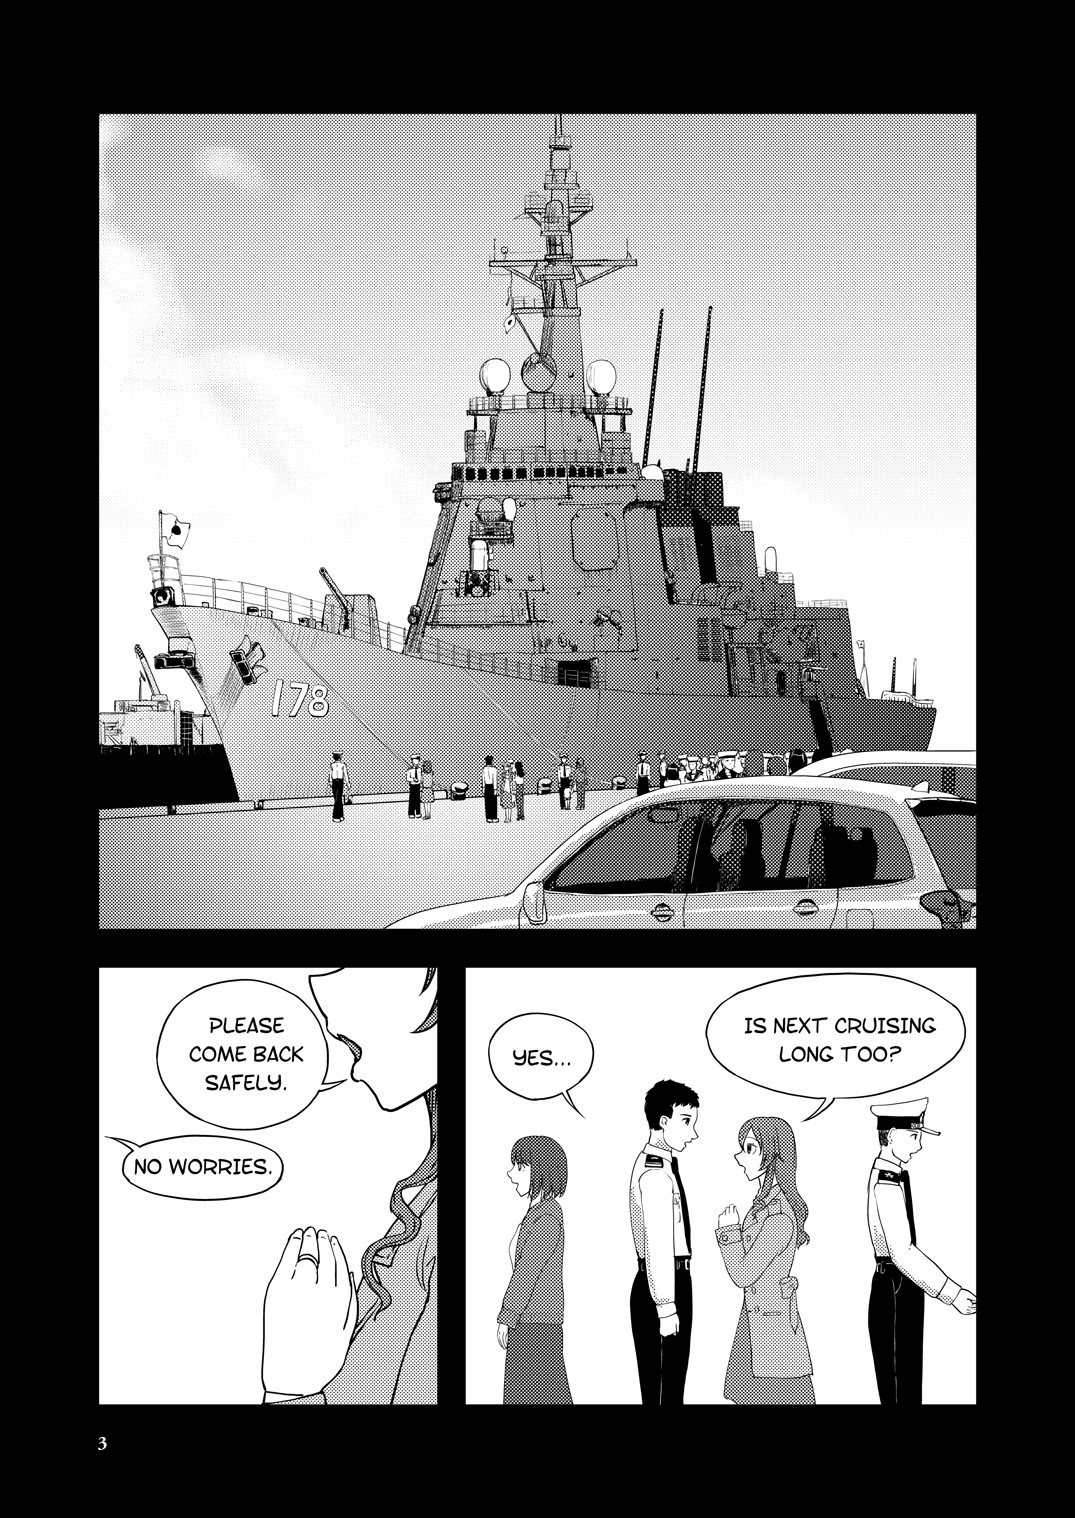 178
IS NEXT CRUISING
LONG TOO?
YES...
PLEASE
COME BACK
SAFELY.
NO WORRIES.
3